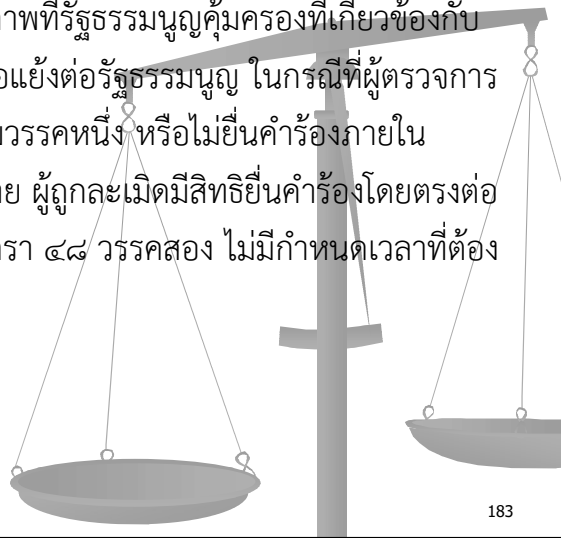 าพที่รัฐธรรมนูญคุ้มครองที่เกี่ยวข้องกับ
อแย้งต่อรัฐธรรมนูญ ในกรณีที่ผู้ตรวจการ
มวรรคหนึ่ง หรือไม่ยื่นคำร้องภายใน
าย ผู้ถูกละเมิดมีสิทธิยื่นคำร้องโดยตรงต่อ
ตรา ๔๘ วรรคสอง ไม่มีกำหนดเวลาที่ต้อง
183